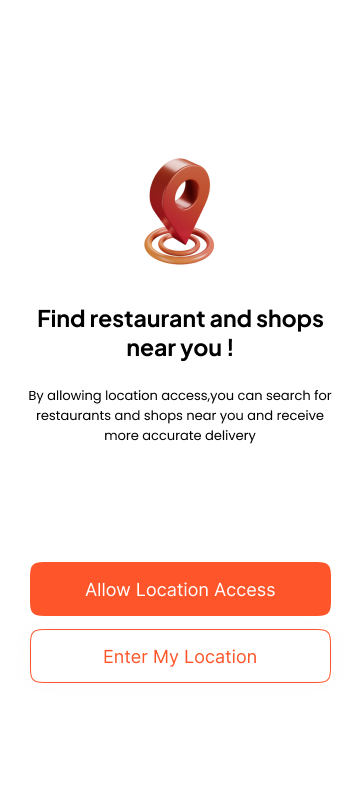 Find restaurant and shops
near you !
By allowing location access,you can search for
restaurants and shops near you and receive
more accurate delivery
Allow Location Access
Enter My Location